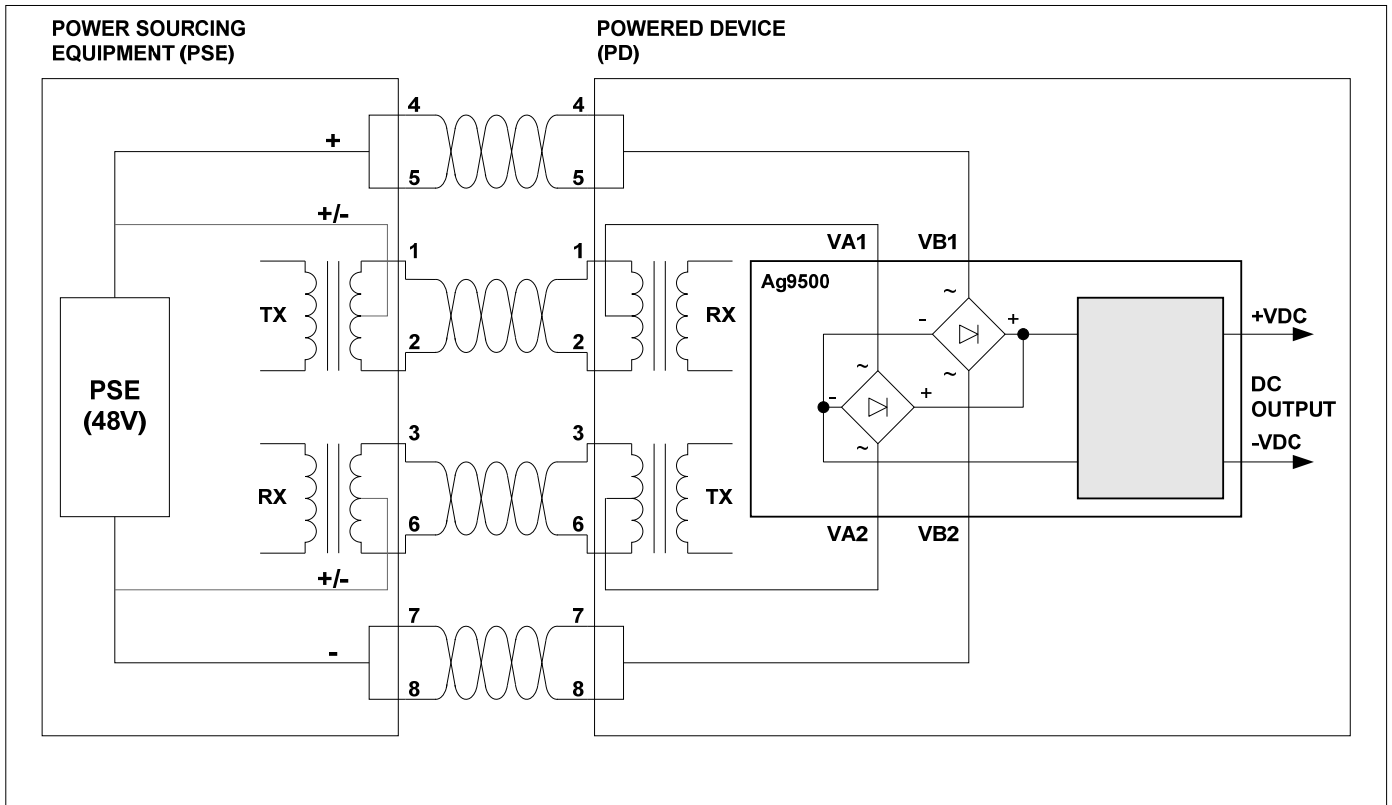 POWER SOURCING
EQUIPMENT (PSE)
POWERED DEVICE
(PD)
4
4
+
5
5
+/-
1
1
VA1
VB1
Ag9500
~
TX
RX
-
+
+VDC
2
2
~
~
PSE
(48V)
-
+
DC
OUTPUT
3
3
~
-VDC
RX
TX
6
6
VA2
VB2
+/-
7
7
-
8
8